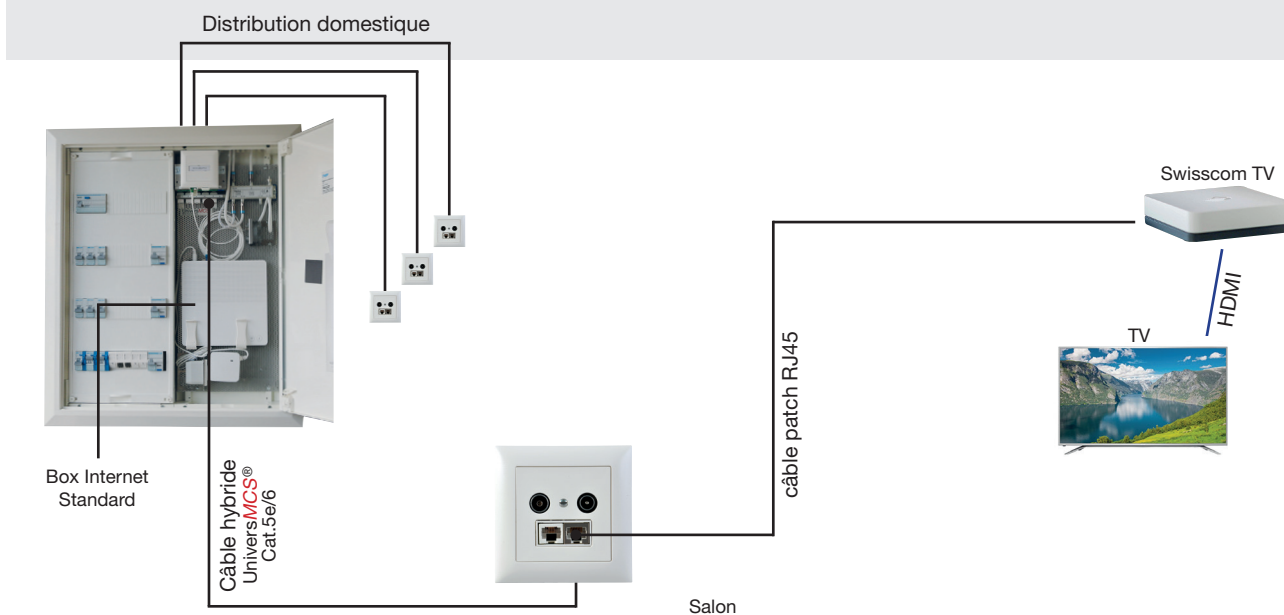 Distribution domestique
Swisscom TV
HDMI
TV
câble patch RJ45
Box Internet
Standard
Câble hybride
UniversMCS®
Cat.5e/6
Salon